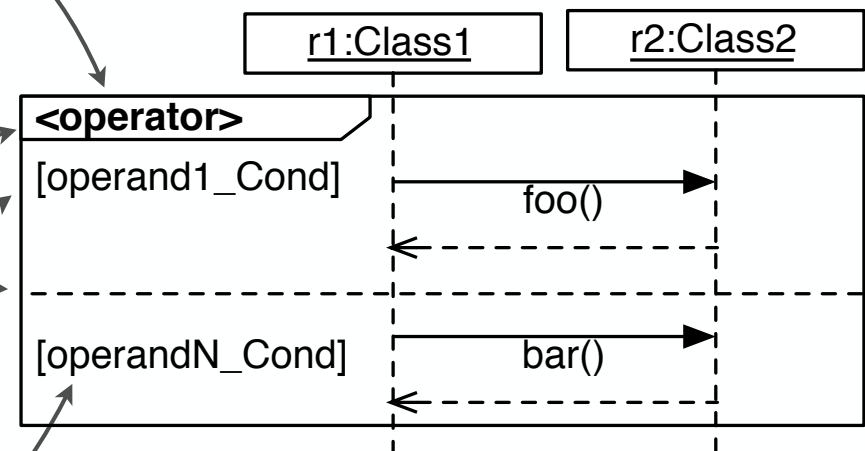 r1:Class1
r2:Class2
<operator>
[operand1_Cond]
foo()
[operandN_Cond]
bar()